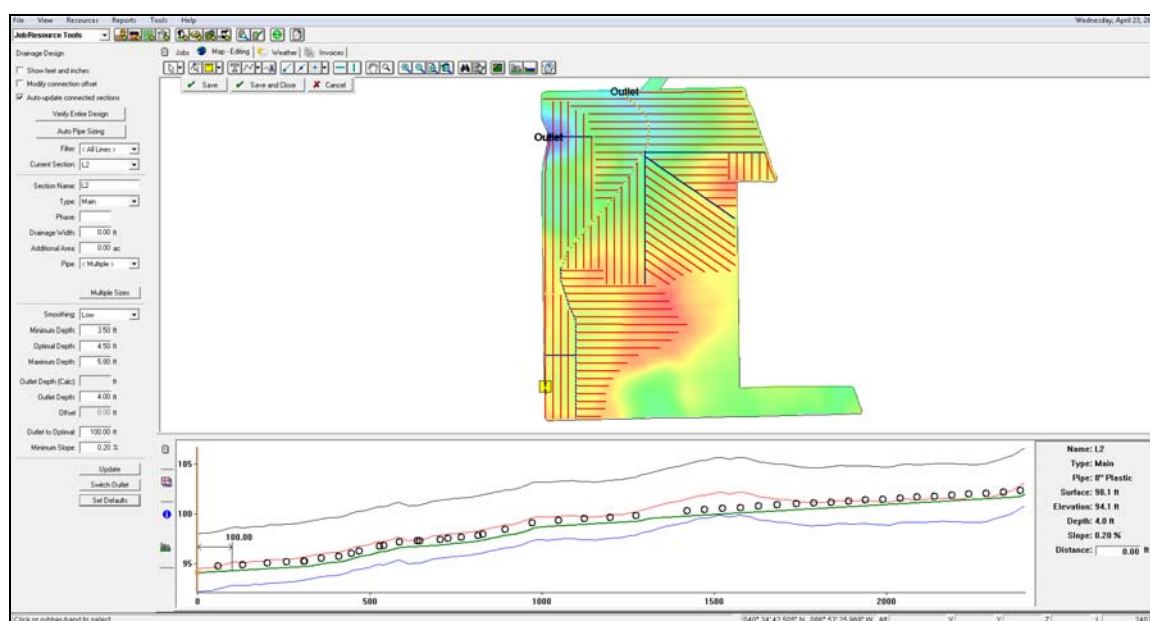 File View Resources Reports Tools Help
Wednesday, April 23, 20
Job/Resource Tools
Drainage Design
Jobs Map - Editing Weather Invoices
Show feet and inches
Modify connection offset
Auto-update connected sections
Save Save and Close Cancel
Verify Entire Design
Auto Pipe Sizing
Filter: < All Lines >
Current Section: L2
Section Name: L2
Type: Main
Phase:
Drainage Width: 0.00 ft
Additional Area: 0.00 ac
Pipe: < Multiple >
Multiple Sizes
Smoothing: Low
Minimum Depth: 3.50 ft
Optimal Depth: 4.50 ft
Maximum Depth: 5.80 ft
Outlet Depth (Calc): ft
Outlet Depth: 4.00 ft
Offset 0.00 ft
Outlet to Optimal: 100.00 ft
Minimum Slope: 0.20 %
Update
Switch Outlet
Set Defaults
Outlet
Outlet
105
100
95
100.00
0 500 1000 1500 2000
Name: L2
Type: Main
Pipe: 8" Plastic
Surface: 98.1 ft
Elevation: 94.1 ft
Depth: 4.0 ft
Slope: 0.20 %
Distance: 0.00 ft
Click or rubber-band to select